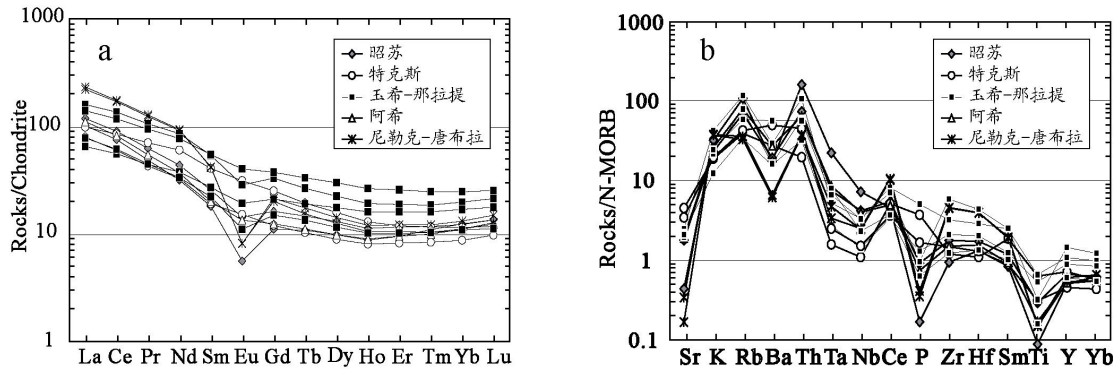 1000
a
昭苏
特克斯
玉希-那拉提
阿希
尼勒克-唐布拉
100
10
1
Rocks/Chondrite
La Ce Pr Nd Sm Eu Gd Tb Dy Ho Er Tm Yb Lu
1000
b
昭苏
特克斯
玉希-那拉提
阿希
尼勒克-唐布拉
100
10
1
0.1
Rocks/N-MORB
Sr K Rb Ba Th Ta Nb Ce P Zr Hf Sm Ti Y Yb